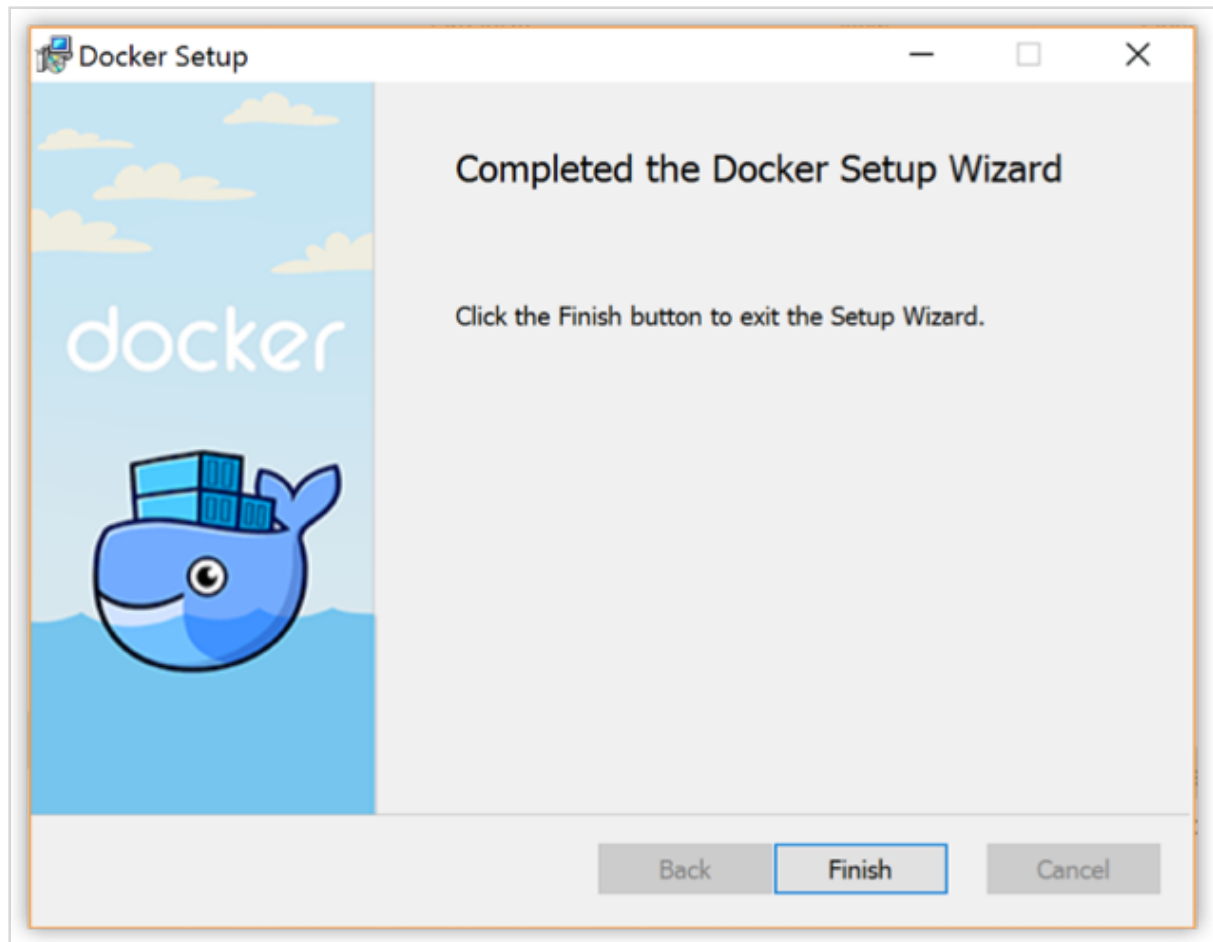 Docker Setup
Completed the Docker Setup Wizard
Click the Finish button to exit the Setup Wizard.
docker
Back
Finish
Cancel